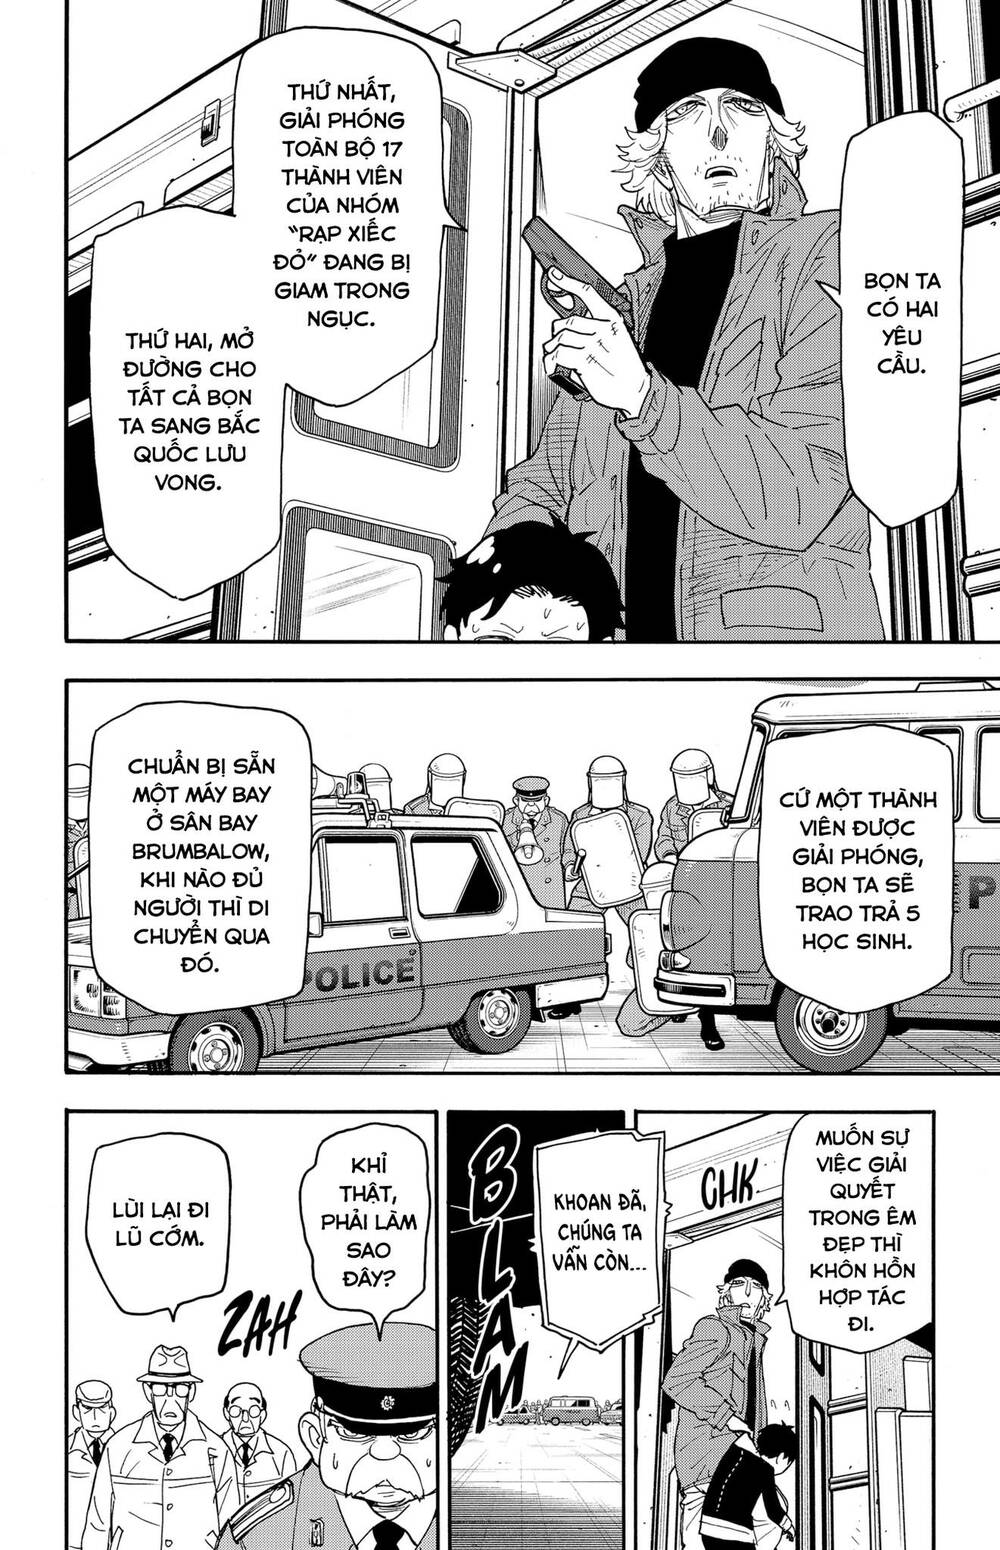 BỌN TA
CÓ HAI
YÊU
CẦU.
THỨ NHẤT,
GIẢI PHÓNG
TOÀN BỘ 17
THÀNH VIÊN
CỦA NHÓM
"RẠP XIẾC
ĐỎ" ĐANG BỊ
GIAM TRONG
NGỤC.
THỨ HAI, MỞ
ĐƯỜNG CHO
TẤT CẢ BỌN
TA SANG BẮC
QUỐC LƯU
VONG.
CỨ MỘT THÀNH
VIÊN ĐƯỢC
GIẢI PHÓNG,
BỌN TA SẼ
TRAO TRẢ 5
HỌC SINH.
P
CHUẨN BỊ SẴN
MỘT MÁY BAY
Ở SÂN BAY
BRUMBALOW,
KHI NÀO ĐỦ
NGƯỜI THÌ DI
CHUYỂN QUA
ĐÓ.
POLICE
MUỐN SỰ
VIỆC GIẢI
QUYẾT
TRONG ÊM
ĐẸP THÌ
KHÔN HỒN
HỢP TÁC
ĐI.
CHK
KHOAN ĐÃ,
CHÚNG TA
VẪN CÒN...
BLAM
KHỈ
THẬT,
PHẢI LÀM
SAO
ĐÂY?
ZAH
LÙI LẠI ĐI
LŨ CỚM.